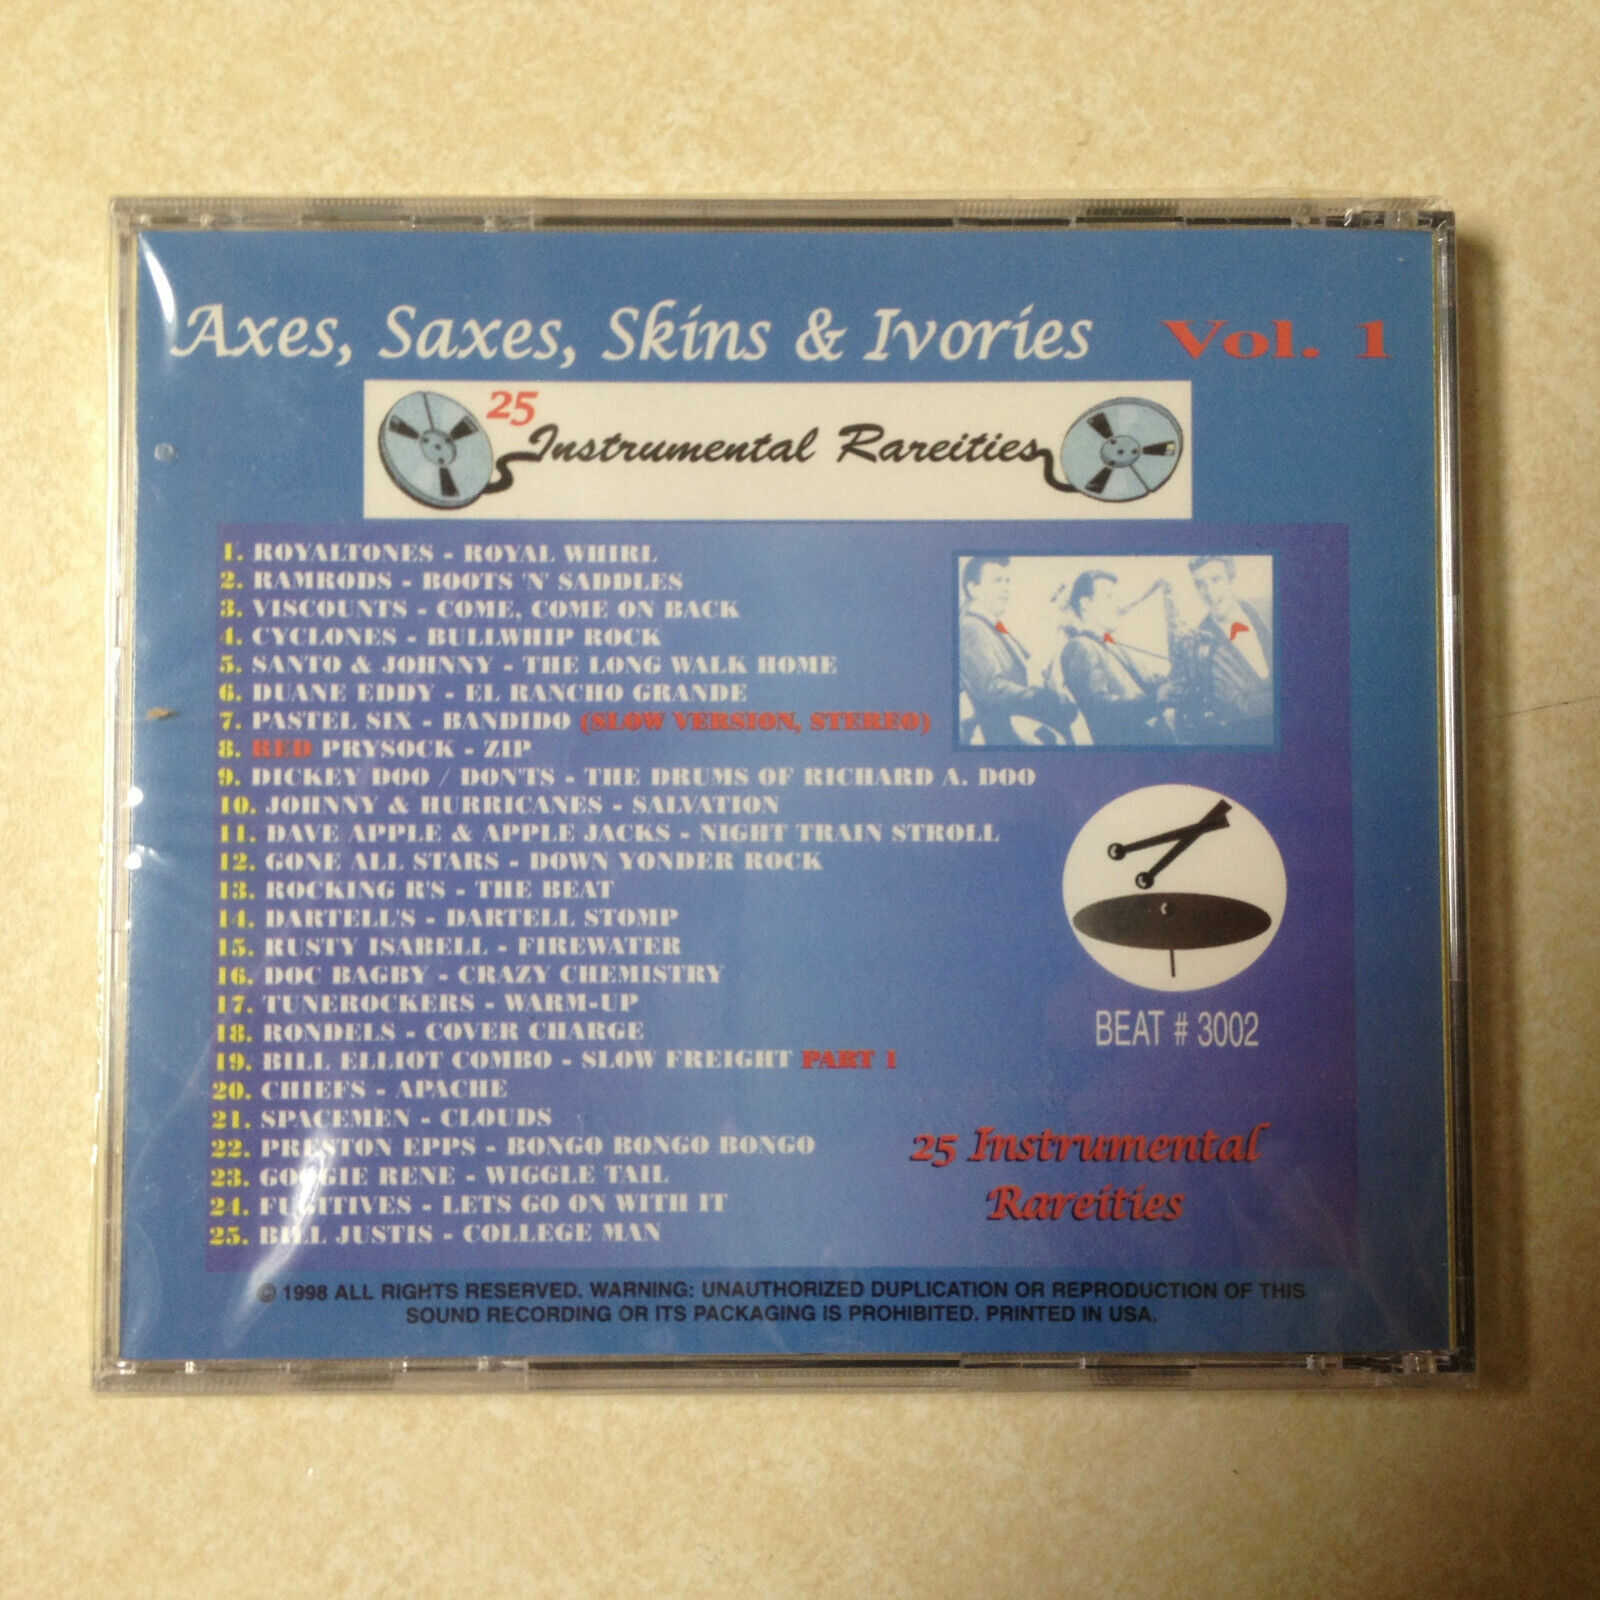 Axes, Saxes, Skins & Ivories Vol. 1
25
Instrumental Rareities
1. ROYALTONES - ROYAL WHIRL
2. RAMRODS - BOOTS 'N' SADDLES
3. VISCOUNTS - COME, COME ON BACK
4. CYCLONES - BULLWHIP ROCK
5. SANTO & JOHNNY - THE LONG WALK HOME
6. DUANE EDDY - EL RANCHO GRANDE
7. PASTEL SIX - BANDIDO (SLOW VERSION, STEREO)
8. RED PRYSOCK - ZIP
9. DICKEY DOO / DON'TS - THE DRUMS OF RICHARD A. DOO
10. JOHNNY & HURRICANES - SALVATION
11. DAVE APPLE & APPLE JACKS - NIGHT TRAIN STROLL
12. GONE ALL STARS - DOWN YONDER ROCK
13. ROCKING R'S - THE BEAT
14. DARTELL'S - DARTELL STOMP
15. RUSTY ISABELL - FIREWATER
16. DOC BAGBY - CRAZY CHEMISTRY
17. TUNEROCKERS - WARM-UP
18. RONDELS - COVER CHARGE
19. BILL ELLIOT COMBO - SLOW FREIGHT PART 1
20. CHIEFS - APACHE
21. SPACEMEN - CLOUDS
22. PRESTON EPPS - BONGO BONGO BONGO
23. GOOGIE RENE - WIGGLE TAIL
24. FUGITIVES - LETS GO ON WITH IT
25. BILL JUSTIS - COLLEGE MAN
BEAT # 3002
25 Instrumental
Rareities
© 1998 ALL RIGHTS RESERVED. WARNING: UNAUTHORIZED DUPLICATION OR REPRODUCTION OF THIS
SOUND RECORDING OR ITS PACKAGING IS PROHIBITED. PRINTED IN USA.